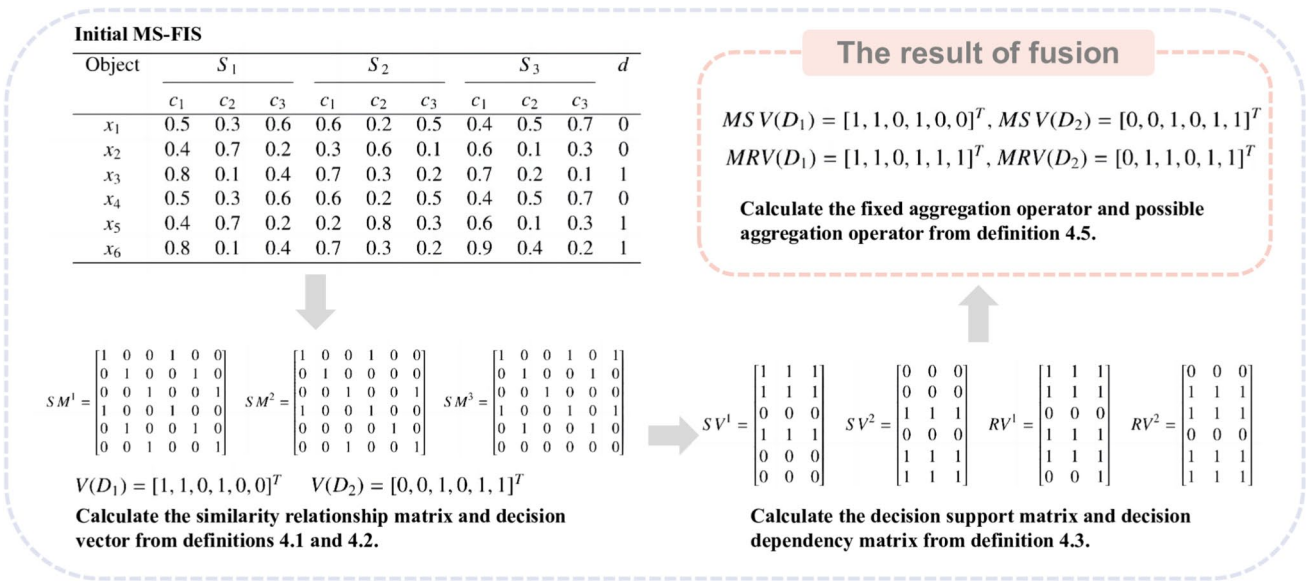 Initial MS-FIS
Object S₁ S₂ S₃ d
c₁ c₂ c₃ c₁ c₂ c₃ c₁ c₂ c₃
x₁ 0.5 0.3 0.6 0.6 0.2 0.5 0.4 0.5 0.7 0
x₂ 0.4 0.7 0.2 0.3 0.6 0.1 0.6 0.1 0.3 0
x₃ 0.8 0.1 0.4 0.7 0.3 0.2 0.7 0.2 0.1 1
x₄ 0.5 0.3 0.6 0.6 0.2 0.5 0.4 0.5 0.7 0
x₅ 0.4 0.7 0.2 0.2 0.8 0.3 0.6 0.1 0.3 1
x₆ 0.8 0.1 0.4 0.7 0.3 0.2 0.9 0.4 0.2 1
SM¹ =
1 0 0 1 0 0
0 1 0 0 1 0
0 0 1 0 0 1
1 0 0 1 0 0
0 1 0 0 1 0
0 0 1 0 0 1
SM² =
1 0 0 1 0 0
0 1 0 0 0 0
0 0 1 0 0 1
1 0 0 1 0 0
0 0 0 0 1 0
0 0 1 0 0 1
SM³ =
1 0 0 1 0 1
0 1 0 0 1 0
0 0 1 0 0 0
1 0 0 1 0 1
0 1 0 0 1 0
0 0 0 0 0 0
V(D₁) = [1, 1, 0, 1, 0, 0]ᵀ V(D₂) = [0, 0, 1, 0, 1, 1]ᵀ
Calculate the similarity relationship matrix and decision
vector from definitions 4.1 and 4.2.
SV¹ =
1 1 1
1 1 1
0 0 0
1 1 1
0 0 0
0 0 0
SV² =
0 0 0
0 0 0
1 1 1
0 0 0
1 1 1
1 1 1
RV¹ =
1 1 1
1 1 1
0 0 0
1 1 1
1 1 1
0 0 1
RV² =
0 0 0
1 1 1
1 1 1
0 0 0
1 1 1
1 1 1
Calculate the decision support matrix and decision
dependency matrix from definition 4.3.
The result of fusion
MSV(D₁) = [1, 1, 0, 1, 0, 0]ᵀ, MSV(D₂) = [0, 0, 1, 0, 1, 1]ᵀ
MRV(D₁) = [1, 1, 0, 1, 1, 1]ᵀ, MRV(D₂) = [0, 1, 1, 0, 1, 1]ᵀ
Calculate the fixed aggregation operator and possible
aggregation operator from definition 4.5.